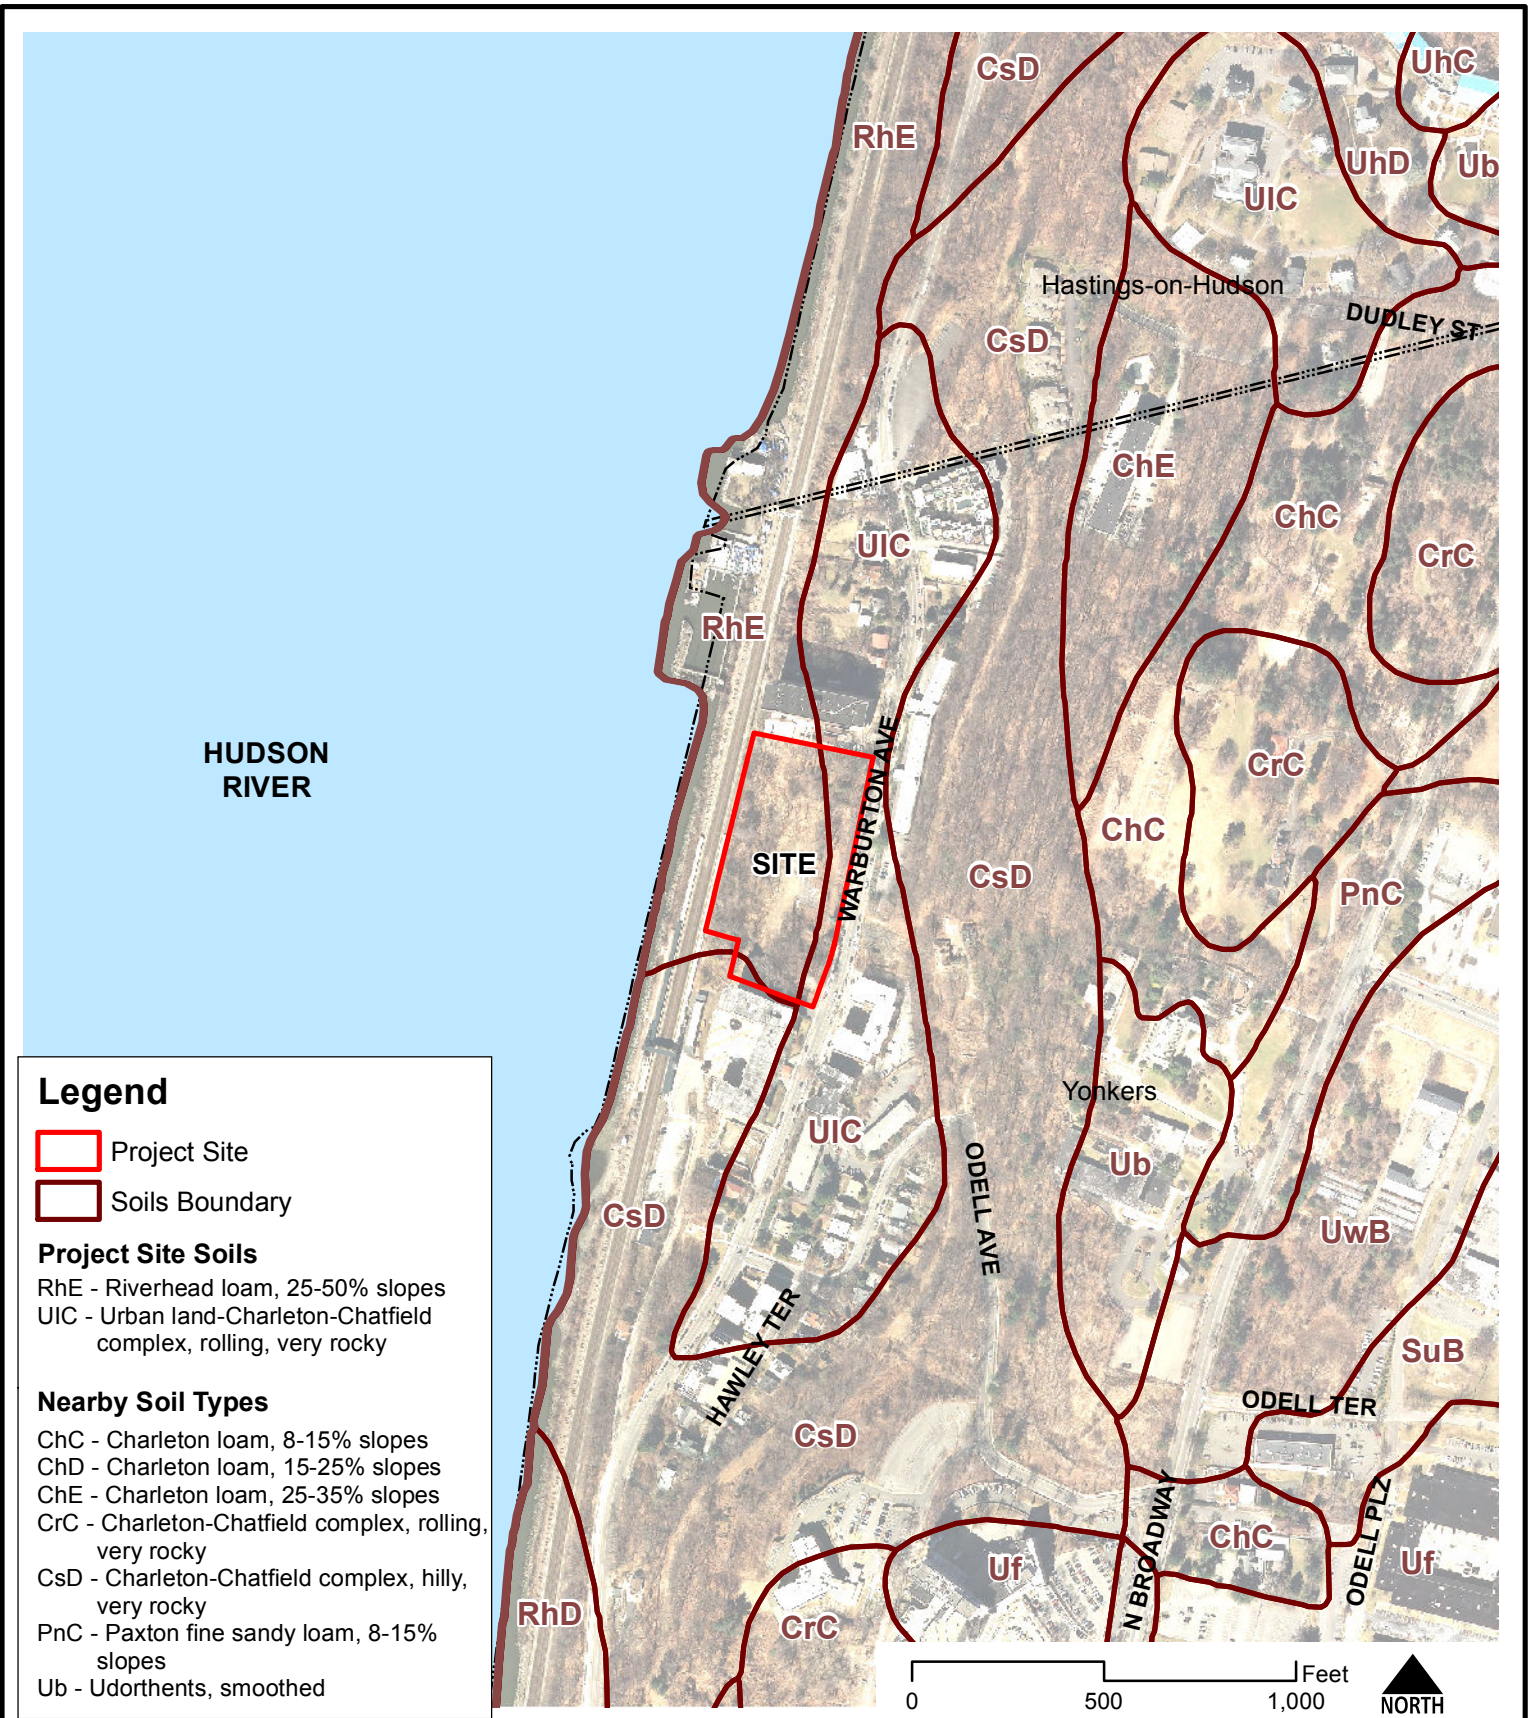 CsD
UhC
RhE
UhD
Ub
UIC
Hastings-on-Hudson
DUDLEY ST
CsD
ChE
ChC
UIC
CrC
RhE
HUDSON
RIVER
WARBURTON AVE
CrC
ChC
SITE
CsD
PnC
Yonkers
UIC
Ub
ODELL AVE
CsD
UwB
HAWLEY TER
SuB
ODELL TER
CsD
N BROADWAY
ODELL PLZ
ChC
Uf
Uf
RhD
CrC
Legend
Project Site
Soils Boundary
Project Site Soils
RhE - Riverhead loam, 25-50% slopes
UIC - Urban land-Charleton-Chatfield
complex, rolling, very rocky
Nearby Soil Types
ChC - Charleton loam, 8-15% slopes
ChD - Charleton loam, 15-25% slopes
ChE - Charleton loam, 25-35% slopes
CrC - Charleton-Chatfield complex, rolling,
very rocky
CsD - Charleton-Chatfield complex, hilly,
very rocky
PnC - Paxton fine sandy loam, 8-15%
slopes
Ub - Udorthents, smoothed
Feet
0 500 1,000
NORTH